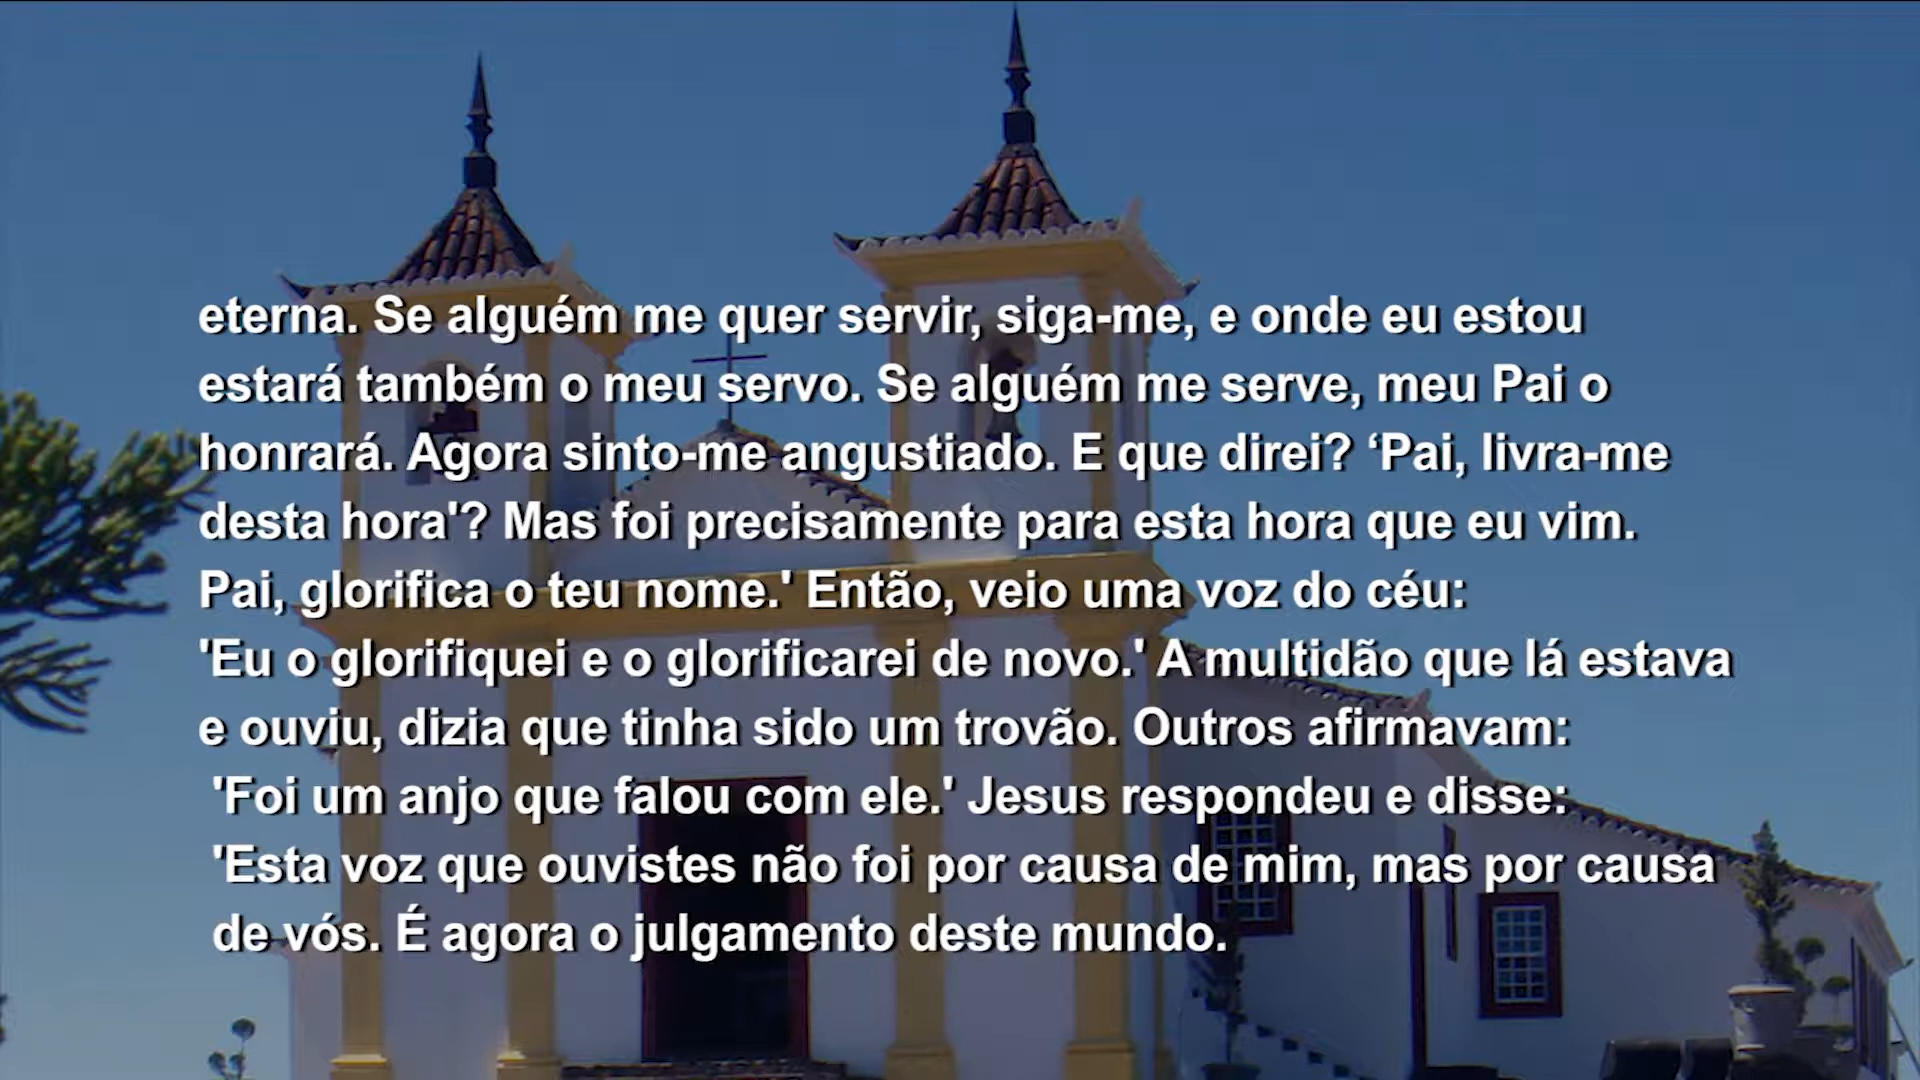 eterna. Se alguém me quer servir, siga-me, e onde eu estou
estará também o meu servo. Se alguém me serve, meu Pai o
honrará. Agora sinto-me angustiado. E que direi? ‘Pai, livra-me
desta hora'? Mas foi precisamente para esta hora que eu vim.
Pai, glorifica o teu nome.' Então, veio uma voz do céu:
'Eu o glorifiquei e o glorificarei de novo.' A multidão que lá estava
e ouviu, dizia que tinha sido um trovão. Outros afirmavam:
'Foi um anjo que falou com ele.' Jesus respondeu e disse:
'Esta voz que ouvistes não foi por causa de mim, mas por causa
de vós. É agora o julgamento deste mundo.